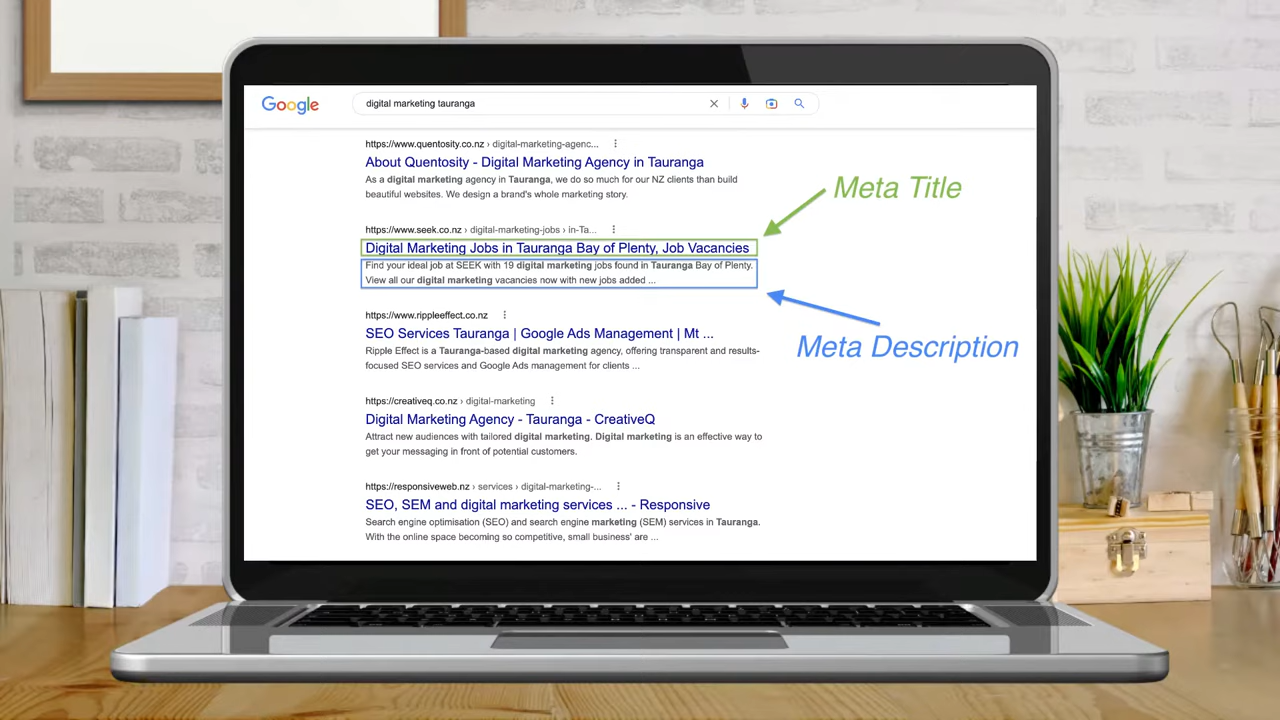 Google
digital marketing tauranga
https://www.quentosity.co.nz › digital-marketing-agenc...
About Quentosity - Digital Marketing Agency in Tauranga
As a digital marketing agency in Tauranga, we do so much for our NZ clients than build
beautiful websites. We design a brand's whole marketing story.
Meta Title
https://www.seek.co.nz › digital-marketing-jobs › in-Ta...
Digital Marketing Jobs in Tauranga Bay of Plenty, Job Vacancies
Find your ideal job at SEEK with 19 digital marketing jobs found in Tauranga Bay of Plenty.
View all our digital marketing vacancies now with new jobs added ...
Meta Description
https://www.rippleeffect.co.nz
SEO Services Tauranga | Google Ads Management | Mt ...
Ripple Effect is a Tauranga-based digital marketing agency, offering transparent and results-
focused SEO services and Google Ads management for clients ...
https://creativeq.co.nz › digital-marketing
Digital Marketing Agency - Tauranga - CreativeQ
Attract new audiences with tailored digital marketing. Digital marketing is an effective way to
get your messaging in front of potential customers.
https://responsiveweb.nz › services › digital-marketing-...
SEO, SEM and digital marketing services ... - Responsive
Search engine optimisation (SEO) and search engine marketing (SEM) services in Tauranga.
With the online space becoming so competitive, small business' are ...